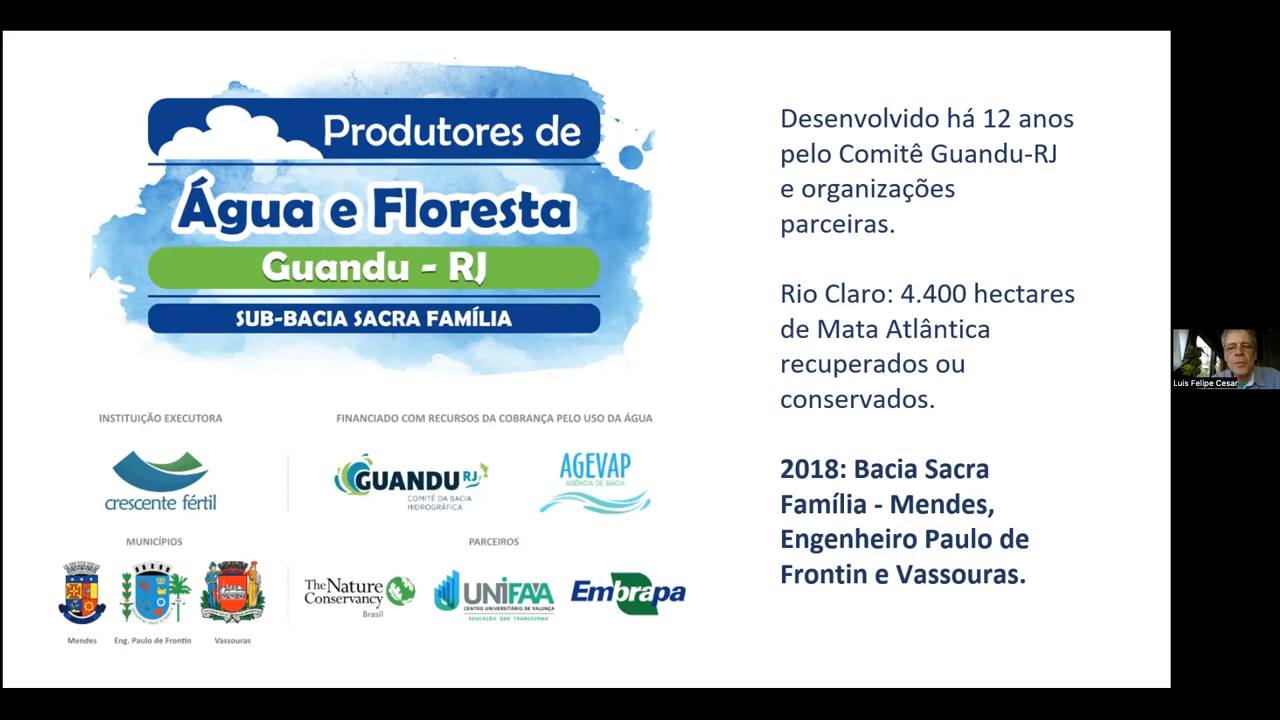 Produtores de
Água e Floresta
Guandu - RJ
SUB-BACIA SACRA FAMÍLIA
INSTITUIÇÃO EXECUTORA
crescente fértil
FINANCIADO COM RECURSOS DA COBRANÇA PELO USO DA ÁGUA
GUANDU RJ
COMITÊ DA BACIA
HIDROGRÁFICA
AGEVAP
AGÊNCIA DE BACIA
MUNICÍPIOS
Mendes
Eng. Paulo de Frontin
Vassouras
PARCEIROS
The Nature
Conservancy
Brasil
UNIFAA
CENTRO UNIVERSITÁRIO DE VALENÇA
EDUCAÇÃO QUE TRANSFORMA
Embrapa
Desenvolvido há 12 anos
pelo Comitê Guandu-RJ
e organizações
parceiras.
Rio Claro: 4.400 hectares
de Mata Atlântica
recuperados ou
conservados.
2018: Bacia Sacra
Família - Mendes,
Engenheiro Paulo de
Frontin e Vassouras.
Luis Felipe Cesar